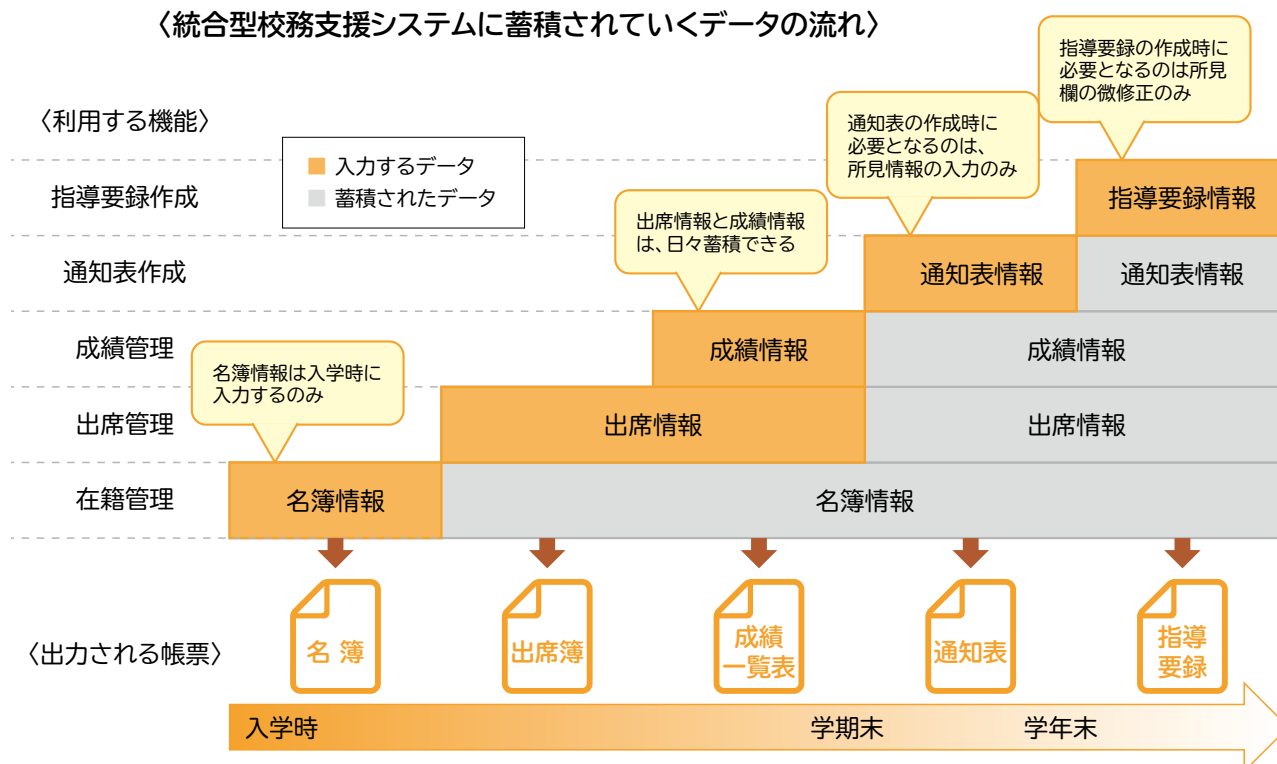 〈統合型校務支援システムに蓄積されていくデータの流れ〉
〈利用する機能〉
入力するデータ
蓄積されたデータ
指導要録の作成時に
必要となるのは所見
欄の微修正のみ
通知表の作成時に
必要となるのは、
所見情報の入力のみ
出席情報と成績情報
は、日々蓄積できる
名簿情報は入学時に
入力するのみ
指導要録作成
指導要録情報
通知表作成
通知表情報
通知表情報
成績管理
成績情報
成績情報
出席管理
出席情報
出席情報
在籍管理
名簿情報
名簿情報
〈出力される帳票〉
名 簿
出席簿
成績
一覧表
通知表
指導
要録
入学時
学期末
学年末